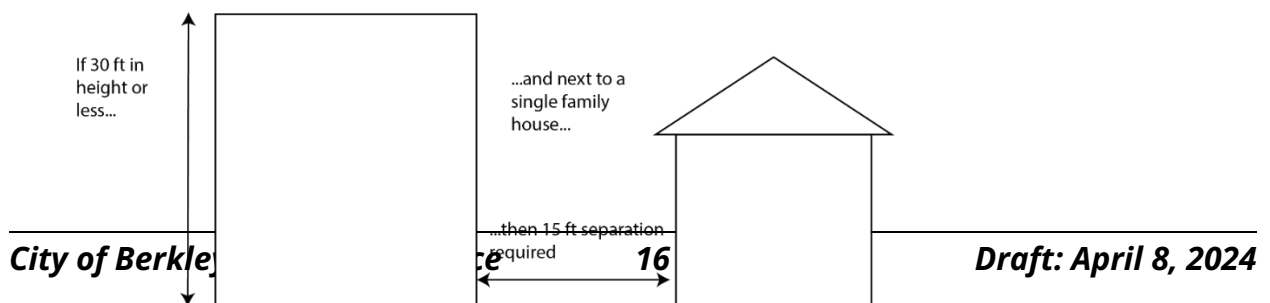 If 30 ft in
height or
less...
...and next to a
single family
house...
...then 15 ft separation
required
City of Berkley 16 Draft: April 8, 2024